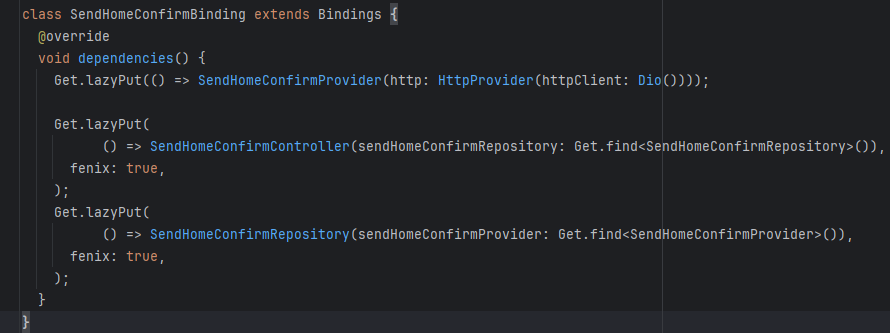 class SendHomeConfirmBinding extends Bindings {
  @override
  void dependencies() {
    Get.lazyPut(() => SendHomeConfirmProvider(http: HttpProvider(httpClient: Dio())));

    Get.lazyPut(
          () => SendHomeConfirmController(sendHomeConfirmRepository: Get.find<SendHomeConfirmRepository>()),
      fenix: true,
    );
    Get.lazyPut(
          () => SendHomeConfirmRepository(sendHomeConfirmProvider: Get.find<SendHomeConfirmProvider>()),
      fenix: true,
    );
  }
}